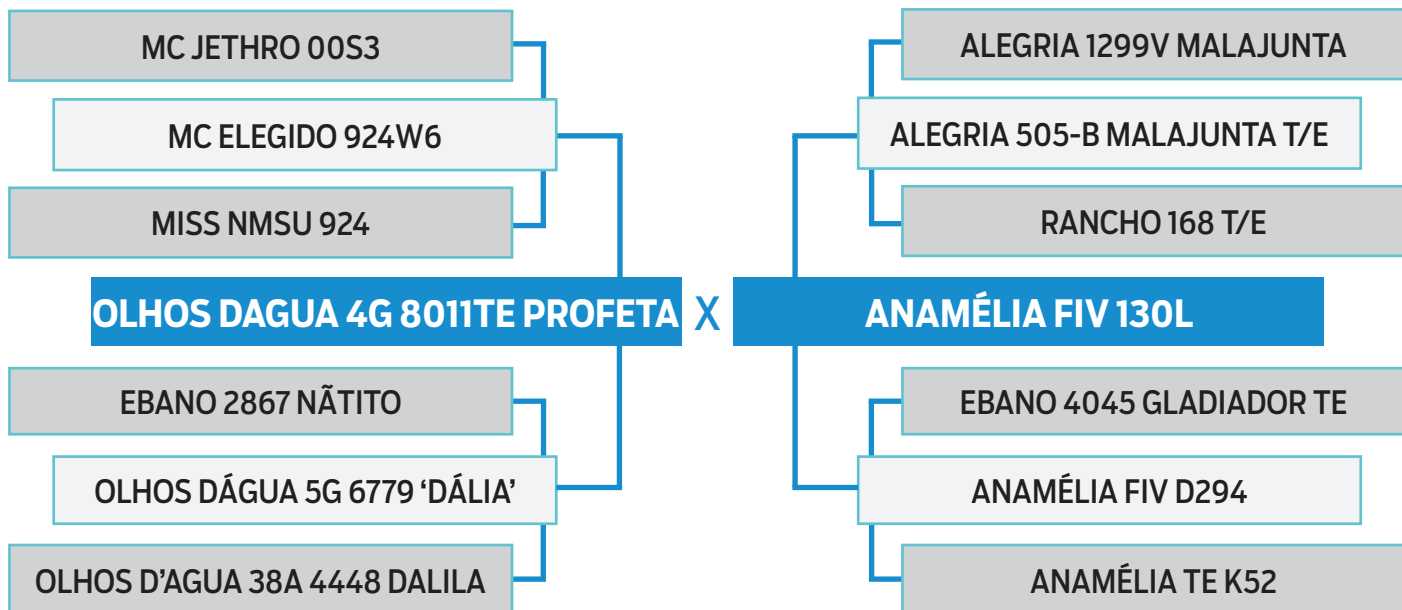 MC JETHRO 00S3
MC ELEGIDO 924W6
MISS NMSU 924
OLHOS DAGUA 4G 8011TE PROFETA X ANAMÉLIA FIV 130L
EBANO 2867 NÃTITO
OLHOS DÁGUA 5G 6779 ‘DÁLIA’
OLHOS D’AGUA 38A 4448 DALILA
ALEGRIA 1299V MALAJUNTA
ALEGRIA 505-B MALAJUNTA T/E
RANCHO 168 T/E
EBANO 4045 GLADIADOR TE
ANAMÉLIA FIV D294
ANAMÉLIA TE K52